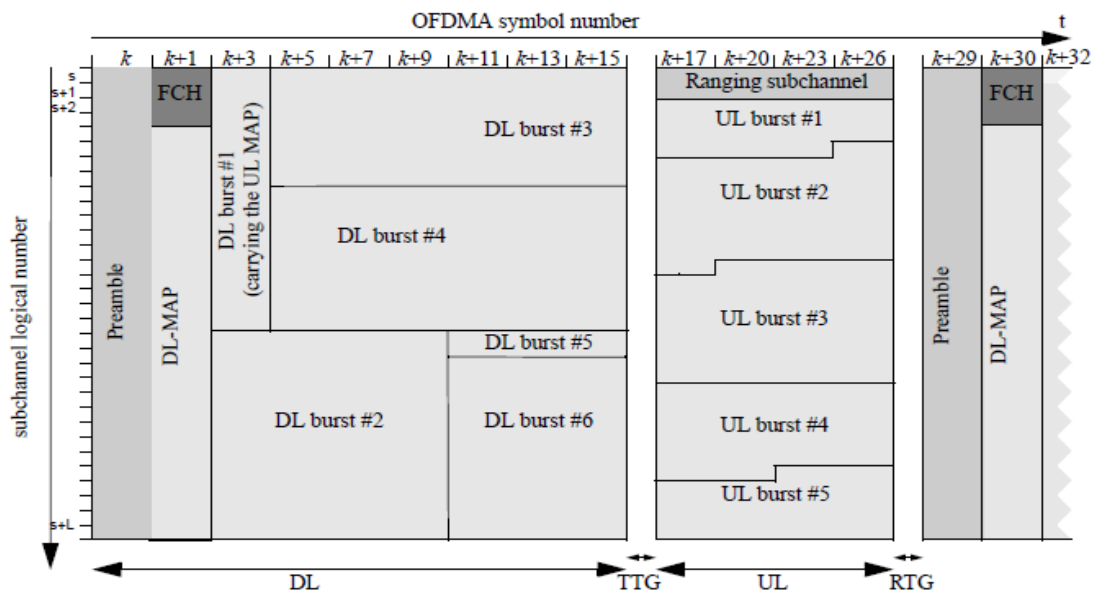 OFDMA symbol number
t
k
k+1
k+3
k+5
k+7
k+9
k+11
k+13
k+15
k+17
k+20
k+23
k+26
k+29
k+30
k+32
subchannel logical number
s
s+1
s+2
s+L
Preamble
FCH
DL-MAP
DL burst #1
(carrying the UL MAP)
DL burst #3
DL burst #4
DL burst #5
DL burst #2
DL burst #6
Ranging subchannel
UL burst #1
UL burst #2
UL burst #3
UL burst #4
UL burst #5
Preamble
FCH
DL-MAP
DL
TTG
UL
RTG